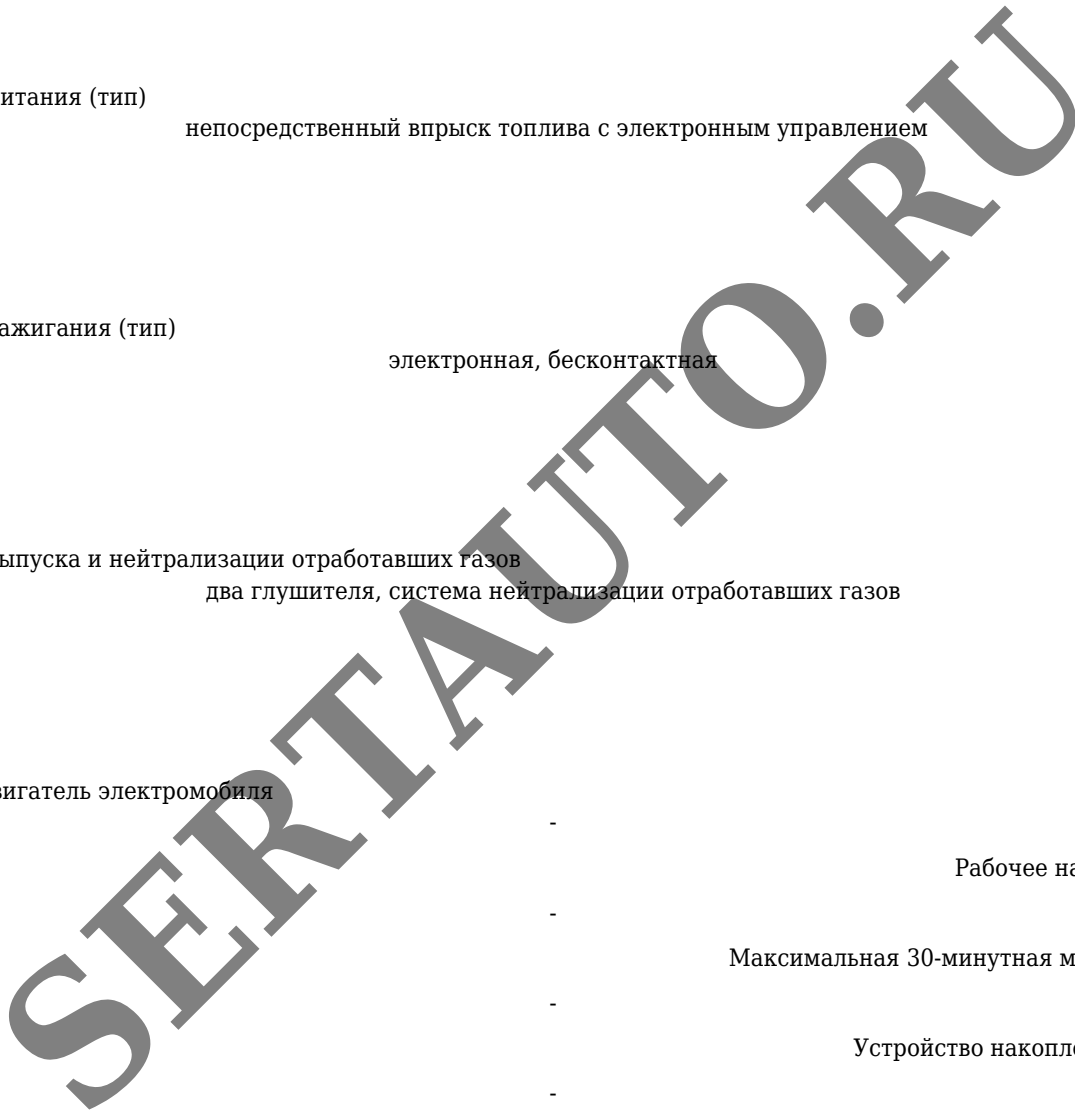 итания (тип)
непосредственный впрыск топлива с электронным управлением
ажигания (тип)
электронная, бесконтактная
ыпуска и нейтрализации отработавших газов
два глушителя, система нейтрализации отработавших газов
вигатель электромобиля
-
Рабочее на
-
Максимальная 30-минутная м
-
Устройство накопле
-
SERTAUTO.RU